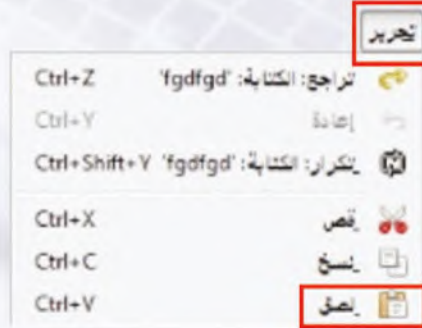 تحرير
تراجع: الكتابة: 'fgdfgd' Ctrl+Z
إعادة Ctrl+Y
تكرار: الكتابة: 'fgdfgd' Ctrl+Shift+Y
قص Ctrl+X
نسخ Ctrl+C
لصق Ctrl+V